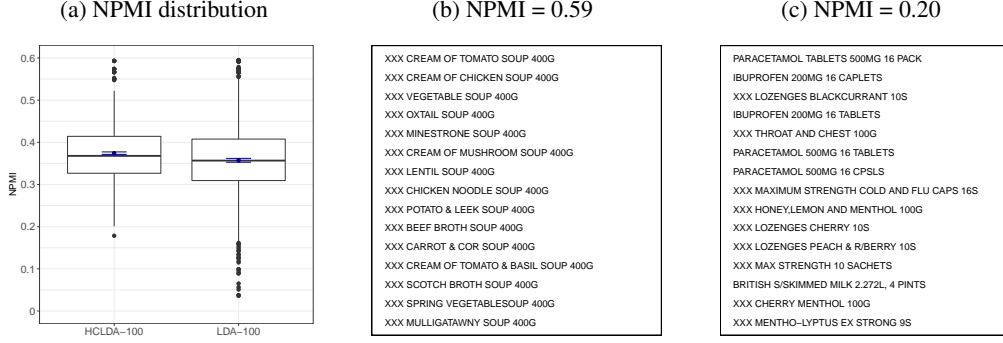 (a) NPMI distribution
0.6
0.5
0.4
0.3
0.2
0.1
0
NPMI
HCLDA−100
LDA−100
(b) NPMI = 0.59
XXX CREAM OF TOMATO SOUP 400G
XXX CREAM OF CHICKEN SOUP 400G
XXX VEGETABLE SOUP 400G
XXX OXTAIL SOUP 400G
XXX MINESTRONE SOUP 400G
XXX CREAM OF MUSHROOM SOUP 400G
XXX LENTIL SOUP 400G
XXX CHICKEN NOODLE SOUP 400G
XXX POTATO & LEEK SOUP 400G
XXX BEEF BROTH SOUP 400G
XXX CARROT & COR SOUP 400G
XXX CREAM OF TOMATO & BASIL SOUP 400G
XXX SCOTCH BROTH SOUP 400G
XXX SPRING VEGETABLESOUP 400G
XXX MULLIGATAWNY SOUP 400G
(c) NPMI = 0.20
PARACETAMOL TABLETS 500MG 16 PACK
IBUPROFEN 200MG 16 CAPLETS
XXX LOZENGES BLACKCURRANT 10S
IBUPROFEN 200MG 16 TABLETS
XXX THROAT AND CHEST 100G
PARACETAMOL 500MG 16 TABLETS
PARACETAMOL 500MG 16 CPSLS
XXX MAXIMUM STRENGTH COLD AND FLU CAPS 16S
XXX HONEY,LEMON AND MENTHOL 100G
XXX LOZENGES CHERRY 10S
XXX LOZENGES PEACH & R/BERRY 10S
XXX MAX STRENGTH 10 SACHETS
BRITISH S/SKIMMED MILK 2.272L, 4 PINTS
XXX CHERRY MENTHOL 100G
XXX MENTHO−LYPTUS EX STRONG 9S